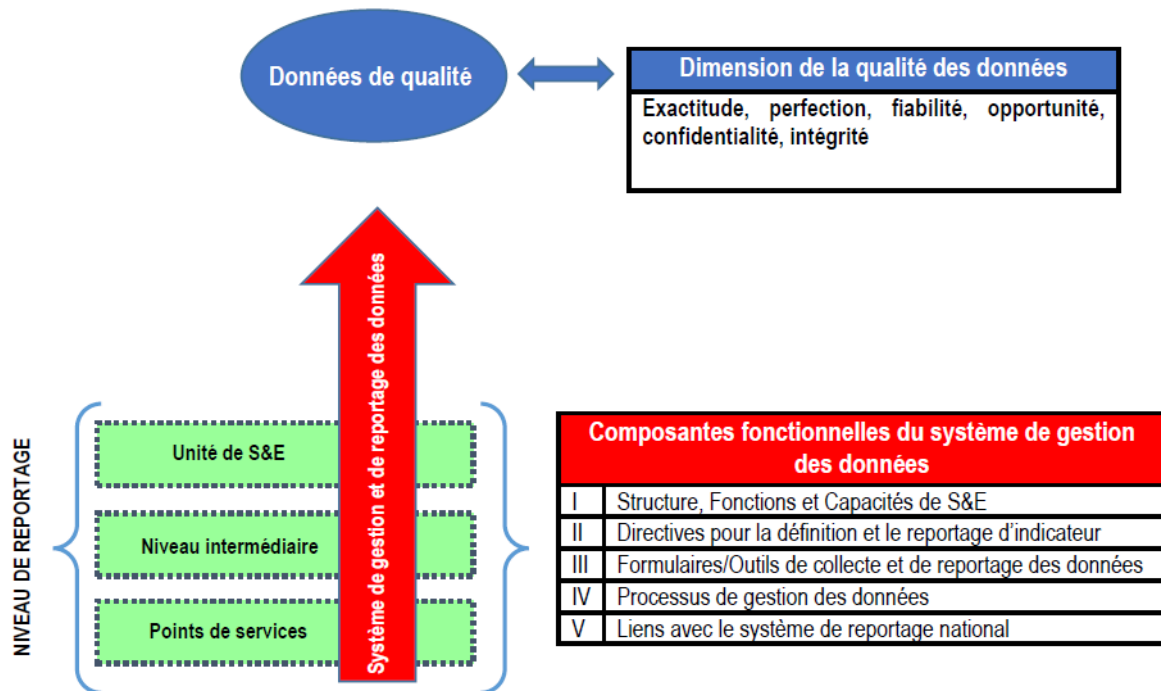 Données de qualité
Dimension de la qualité des données
Exactitude, perfection, fiabilité, opportunité,
confidentialité, intégrité
Système de gestion et de reportage des données
NIVEAU DE REPORTAGE
Unité de S&E
Niveau intermédiaire
Points de services
Composantes fonctionnelles du système de gestion
des données
I Structure, Fonctions et Capacités de S&E
II Directives pour la définition et le reportage d'indicateur
III Formulaires/Outils de collecte et de reportage des données
IV Processus de gestion des données
V Liens avec le système de reportage national